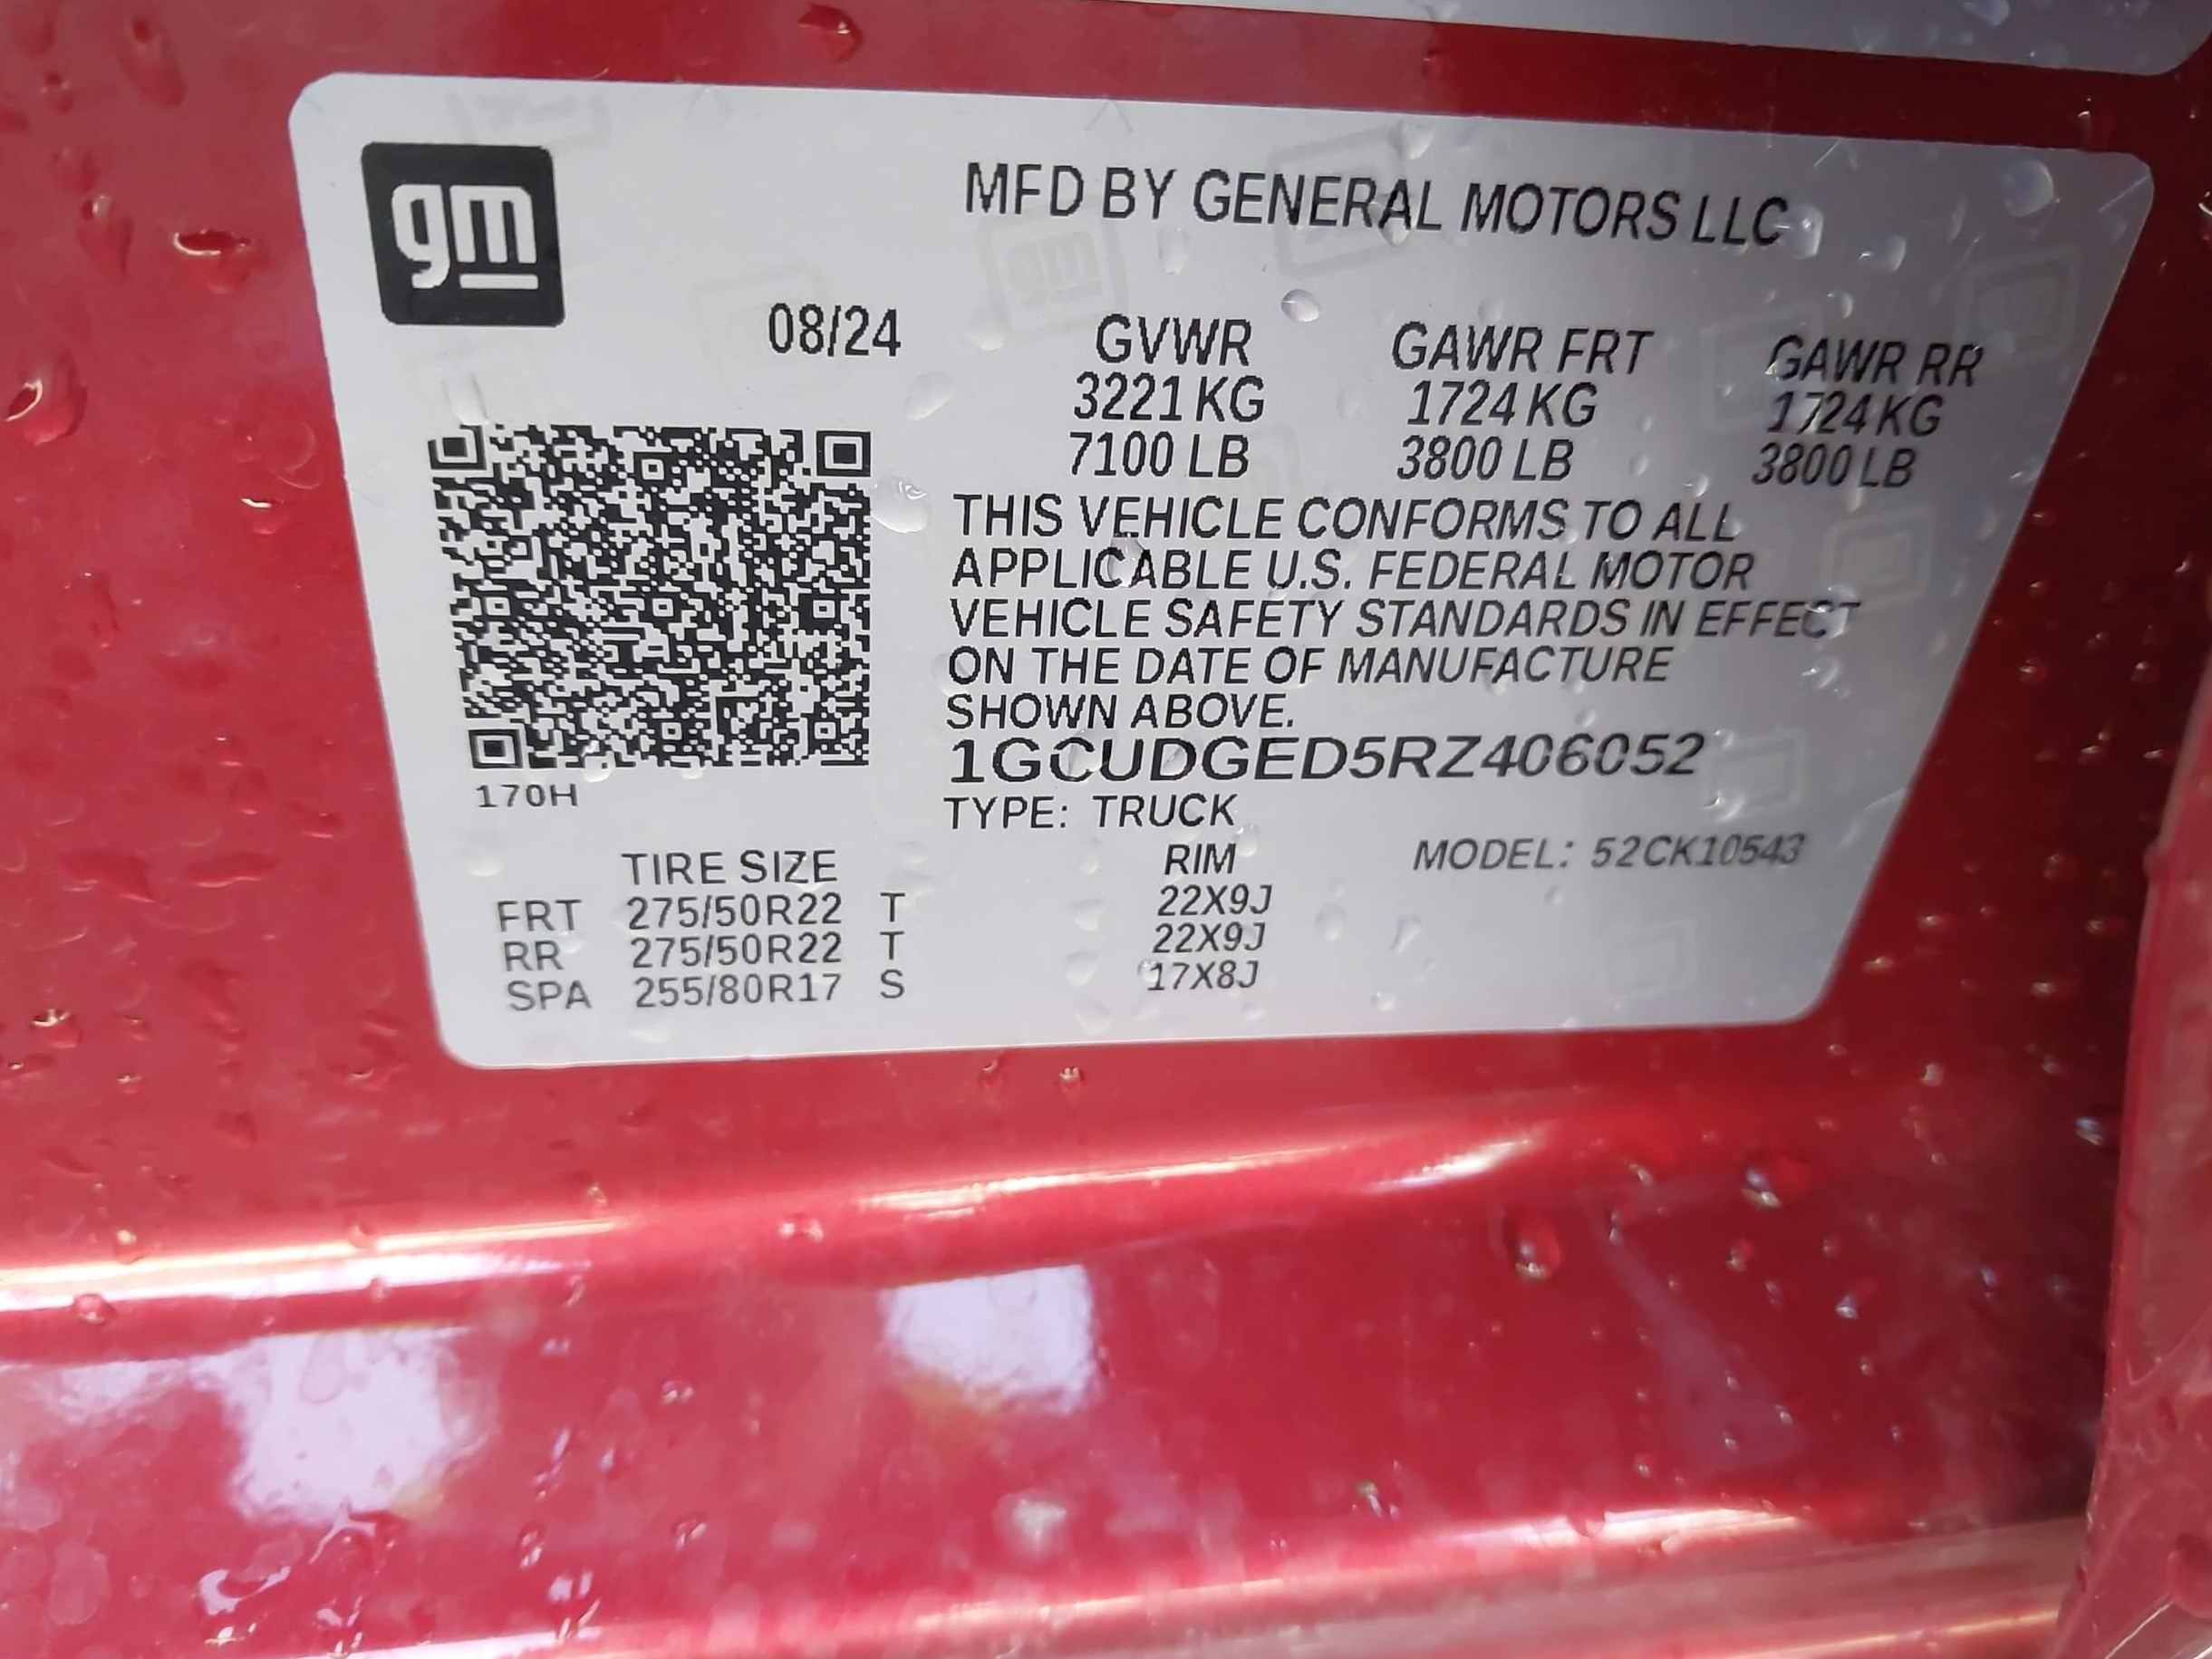 gm
MFD BY GENERAL MOTORS LLC
08/24 GVWR GAWR FRT GAWR RR
3221 KG 1724 KG 1724 KG
7100 LB 3800 LB 3800 LB
THIS VEHICLE CONFORMS TO ALL
APPLICABLE U.S. FEDERAL MOTOR
VEHICLE SAFETY STANDARDS IN EFFECT
ON THE DATE OF MANUFACTURE
SHOWN ABOVE.
1GCUDGED5RZ406052
170H
TYPE: TRUCK
TIRE SIZE RIM MODEL: 52CK10543
FRT 275/50R22 T 22X9J
RR 275/50R22 T 22X9J
SPA 255/80R17 S 17X8J